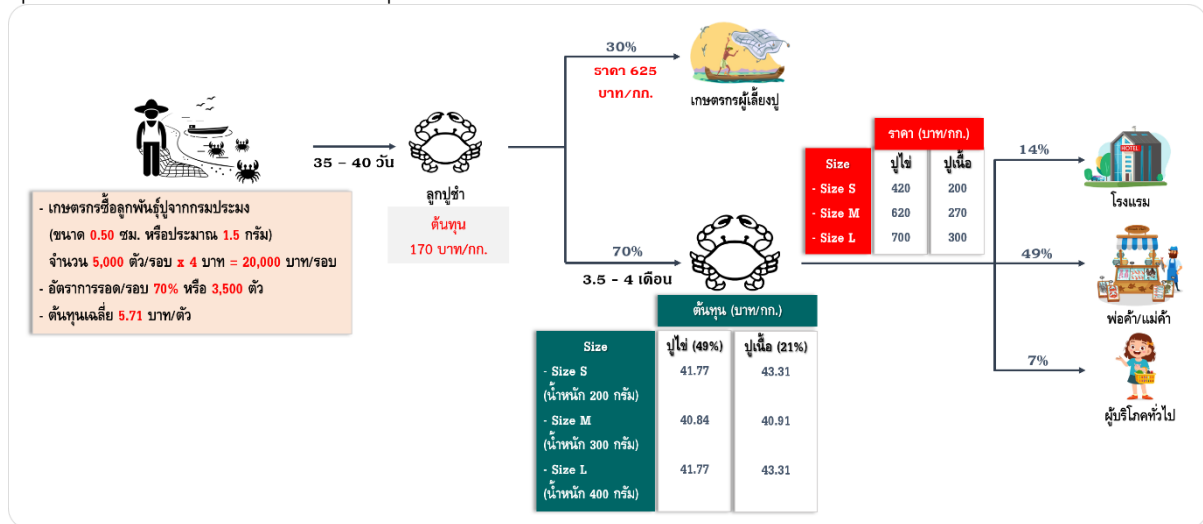 30%
ราคา 625
บาท/กก.
เกษตรกรผู้เลี้ยงปู
35 - 40 วัน
ลูกปูชำ
ต้นทุน
170 บาท/กก.
- เกษตรกรซื้อลูกพันธุ์ปูจากกรมประมง
(ขนาด 0.50 ซม. หรือประมาณ 1.5 กรัม)
จำนวน 5,000 ตัว/รอบ x 4 บาท = 20,000 บาท/รอบ
- อัตราการรอด/รอบ 70% หรือ 3,500 ตัว
- ต้นทุนเฉลี่ย 5.71 บาท/ตัว
70%
3.5 - 4 เดือน
ราคา (บาท/กก.)
Size ปูไข่ ปูเนื้อ
- Size S 420 200
- Size M 620 270
- Size L 700 300
ต้นทุน (บาท/กก.)
Size ปูไข่ (49%) ปูเนื้อ (21%)
- Size S 41.77 43.31
(น้ำหนัก 200 กรัม)
- Size M 40.84 40.91
(น้ำหนัก 300 กรัม)
- Size L 41.77 43.31
(น้ำหนัก 400 กรัม)
14%
HOTEL
โรงแรม
49%
พ่อค้า/แม่ค้า
7%
ผู้บริโภคทั่วไป